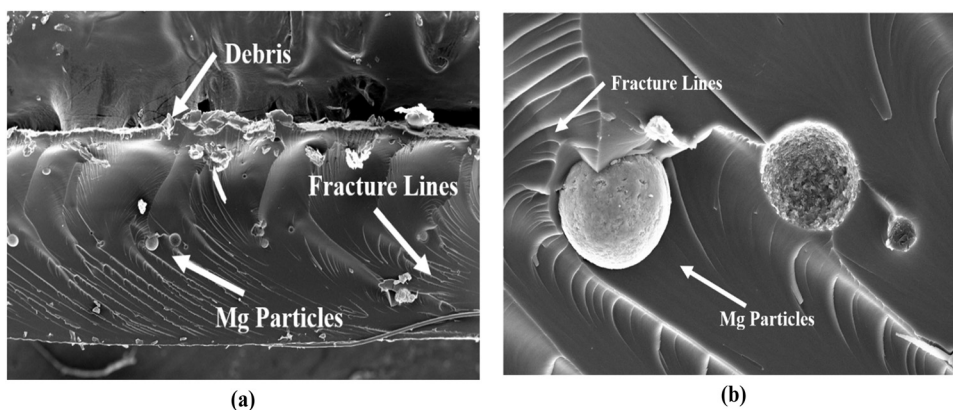 Debris
Fracture Lines
Mg Particles
(a)
Fracture Lines
Mg Particles
(b)